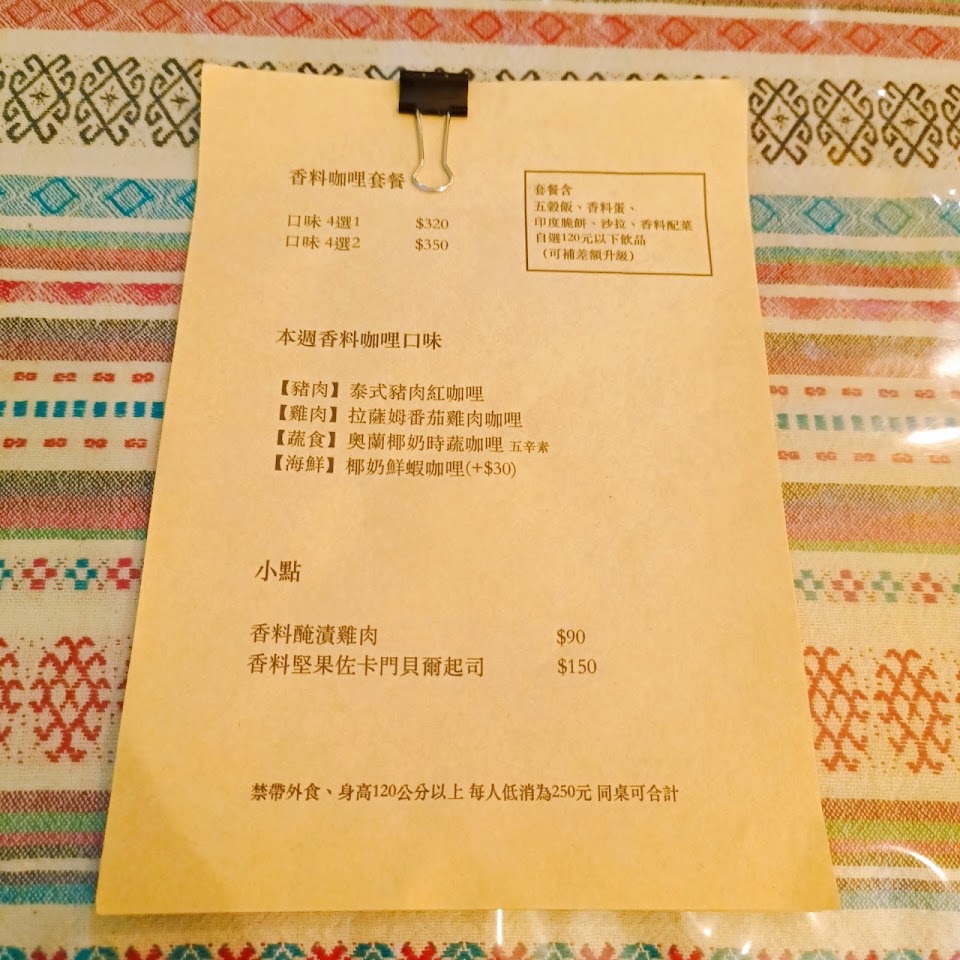 香料咖哩套餐
口味 4選1 $320
口味 4選2 $350
套餐含
五穀飯、香料蛋、
印度脆餅、沙拉、香料配菜
自選120元以下飲品
(可補差額升級)
本週香料咖哩口味
【豬肉】泰式豬肉紅咖哩
【雞肉】拉薩姆番茄雞肉咖哩
【蔬食】奧蘭椰奶時蔬咖哩 五辛素
【海鮮】椰奶鮮蝦咖哩(+$30)
小點
香料醃漬雞肉 $90
香料堅果佐卡門貝爾起司 $150
禁帶外食、身高120公分以上 每人低消為250元 同桌可合計